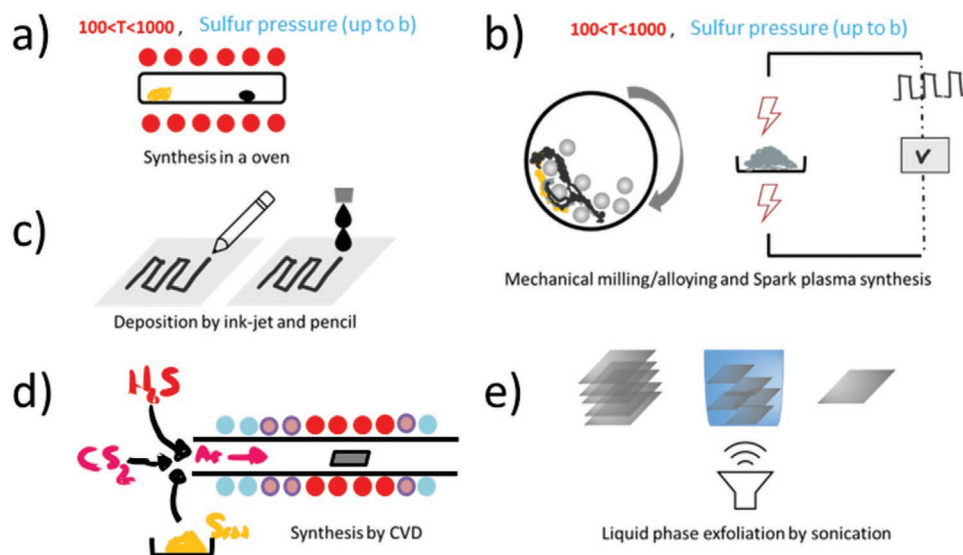 a)
100<T<1000 , Sulfur pressure (up to b)
Synthesis in a oven
b)
100<T<1000 , Sulfur pressure (up to b)
V
Mechanical milling/alloying and Spark plasma synthesis
c)
Deposition by ink-jet and pencil
d)
H2S
CS2
Ar
Synthesis by CVD
e)
Liquid phase exfoliation by sonication